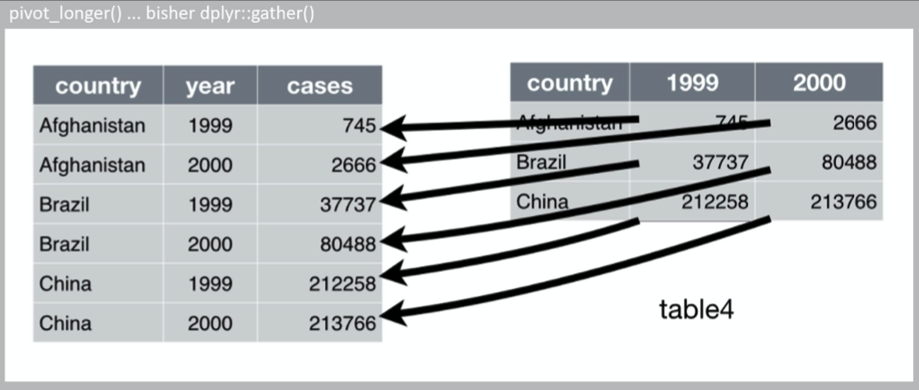 pivot_longer() ... bisher dplyr::gather()
country year cases
Afghanistan 1999 745
Afghanistan 2000 2666
Brazil 1999 37737
Brazil 2000 80488
China 1999 212258
China 2000 213766
country 1999 2000
Afghanistan 745 2666
Brazil 37737 80488
China 212258 213766
table4